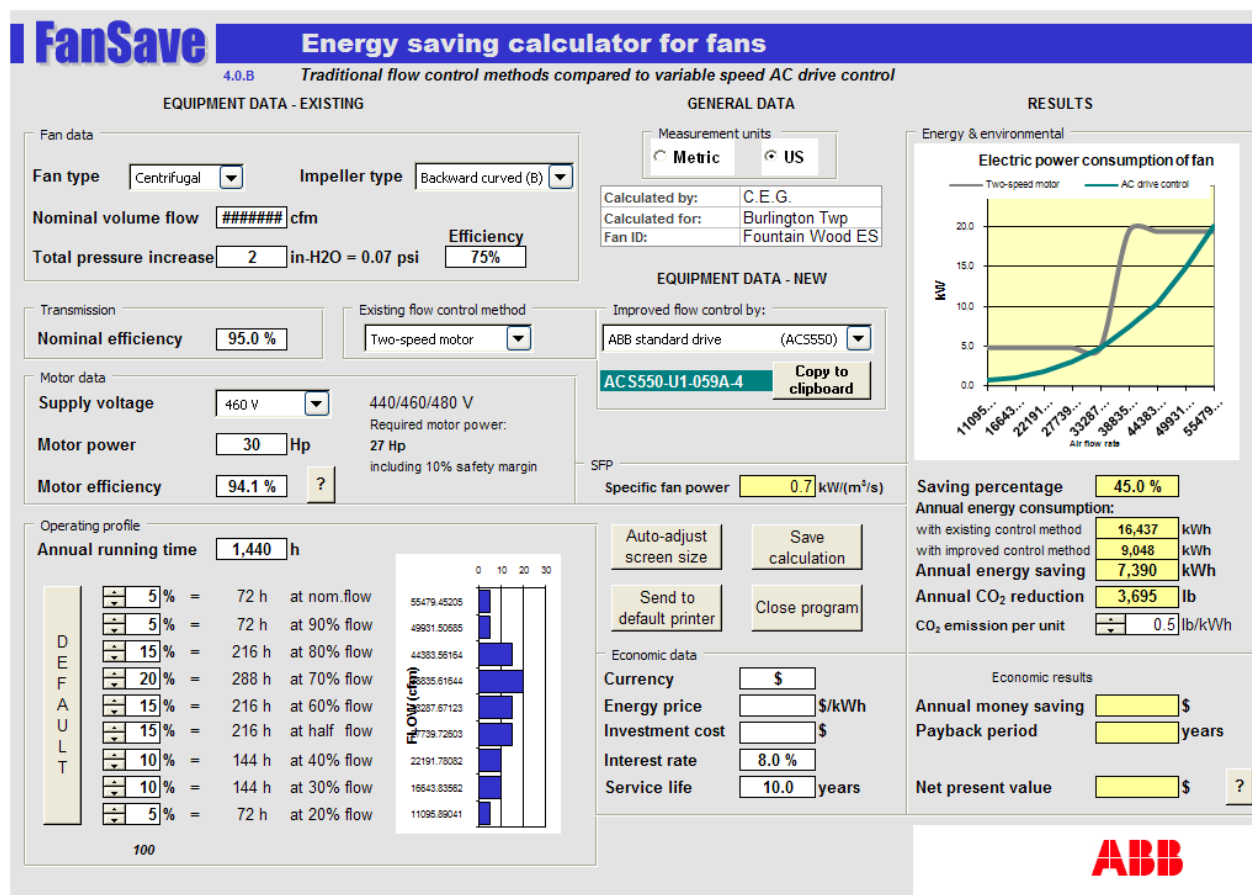 FanSave
Energy saving calculator for fans
4.0.B
Traditional flow control methods compared to variable speed AC drive control
EQUIPMENT DATA - EXISTING
Fan data
Fan type Centrifugal
Impeller type Backward curved (B)
Nominal volume flow ####### cfm
Efficiency
Total pressure increase 2 in-H2O = 0.07 psi 75%
Transmission
Nominal efficiency 95.0 %
Existing flow control method
Two-speed motor
Motor data
Supply voltage 460 V 440/460/480 V
Required motor power:
Motor power 30 Hp 27 Hp
including 10% safety margin
Motor efficiency 94.1 % ?
Operating profile
Annual running time 1,440 h
DEFAULT
5 % = 72 h at nom.flow
5 % = 72 h at 90% flow
15 % = 216 h at 80% flow
20 % = 288 h at 70% flow
15 % = 216 h at 60% flow
15 % = 216 h at half flow
10 % = 144 h at 40% flow
10 % = 144 h at 30% flow
5 % = 72 h at 20% flow
100
0 10 20 30
FLOW (cfm)
55479.45205
49931.50685
44383.56164
22191.78082
16643.83562
11095.89041
GENERAL DATA
Measurement units
Metric US
Calculated by: C.E.G.
Calculated for: Burlington Twp
Fan ID: Fountain Wood ES
EQUIPMENT DATA - NEW
Improved flow control by:
ABB standard drive (ACS550)
ACS550-U1-059A-4
Copy to
clipboard
SFP
Specific fan power 0.7 kW/(m³/s)
Auto-adjust
screen size
Save
calculation
Send to
default printer
Close program
Economic data
Currency $
Energy price $/kWh
Investment cost $
Interest rate 8.0 %
Service life 10.0 years
RESULTS
Energy & environmental
Electric power consumption of fan
Two-speed motor AC drive control
kW
20.0
15.0
10.0
5.0
0.0
11095...
16643...
22191...
27739...
33287...
38835...
44383...
49931...
55479...
Air flow rate
Saving percentage 45.0 %
Annual energy consumption:
with existing control method 16,437 kWh
with improved control method 9,048 kWh
Annual energy saving 7,390 kWh
Annual CO₂ reduction 3,695 lb
CO₂ emission per unit 0.5 lb/kWh
Economic results
Annual money saving $
Payback period years
Net present value $ ?
ABB